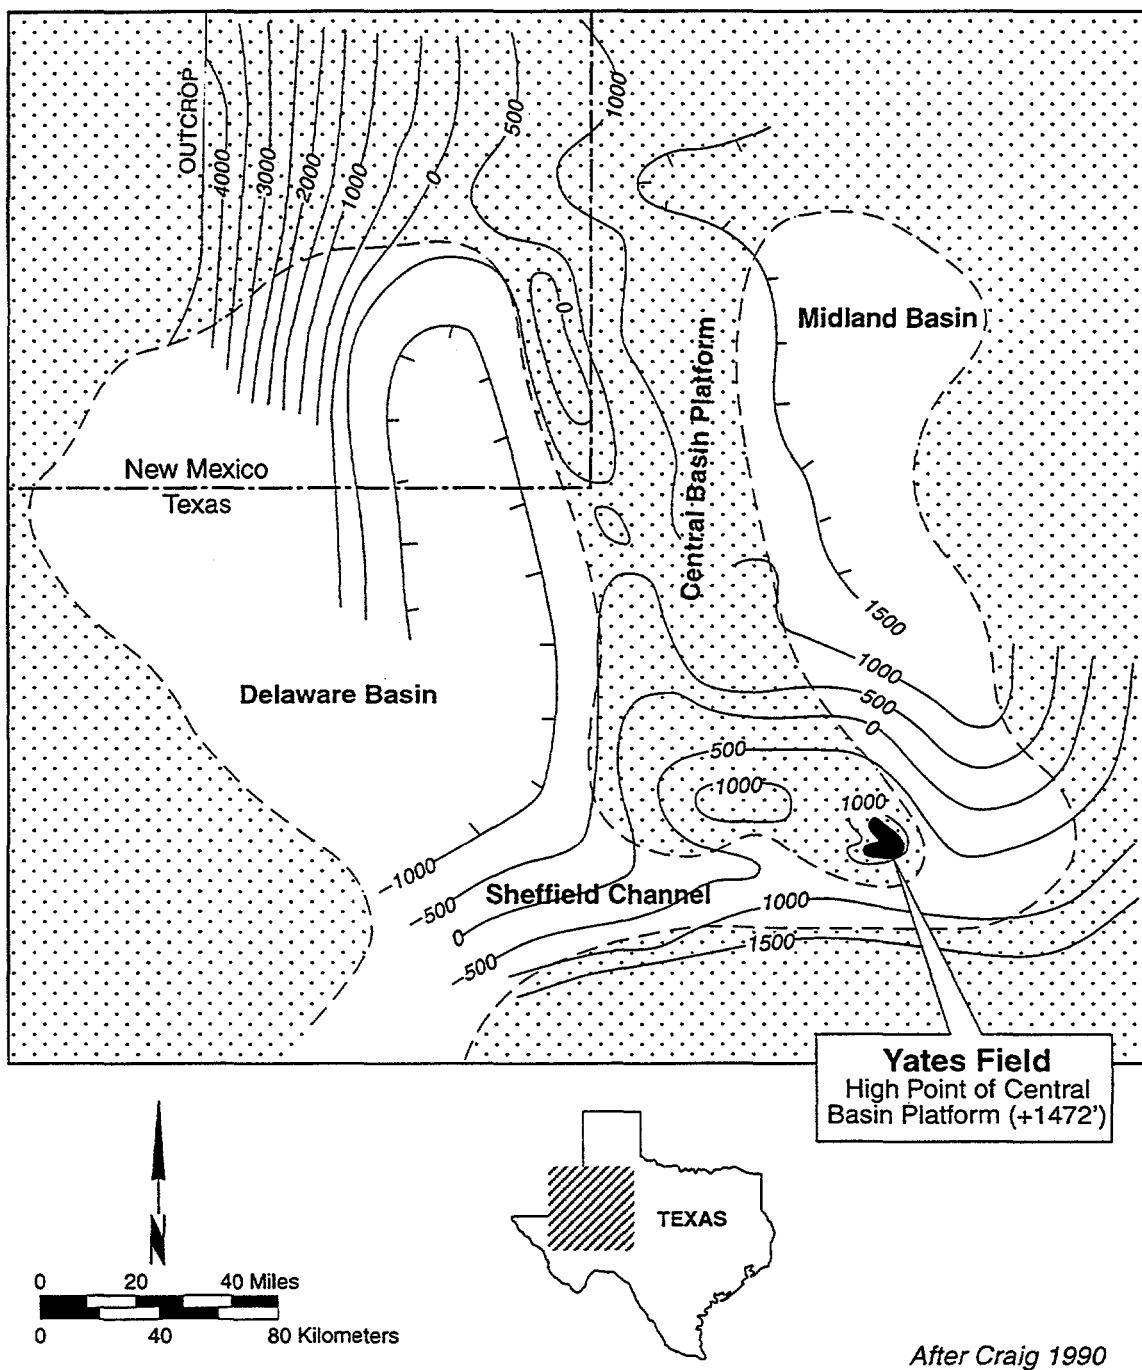 OUTCROP
4000
3000
2000
1000
0
500
1000
0
Midland Basin
Central Basin Platform
New Mexico
Texas
1500
1000
500
0
Delaware Basin
500
1000
1000
-1000
-500
Sheffield Channel
0
1000
-500
1500
Yates Field
High Point of Central
Basin Platform (+1472')
N
TEXAS
0 20 40 Miles
0 40 80 Kilometers
After Craig 1990